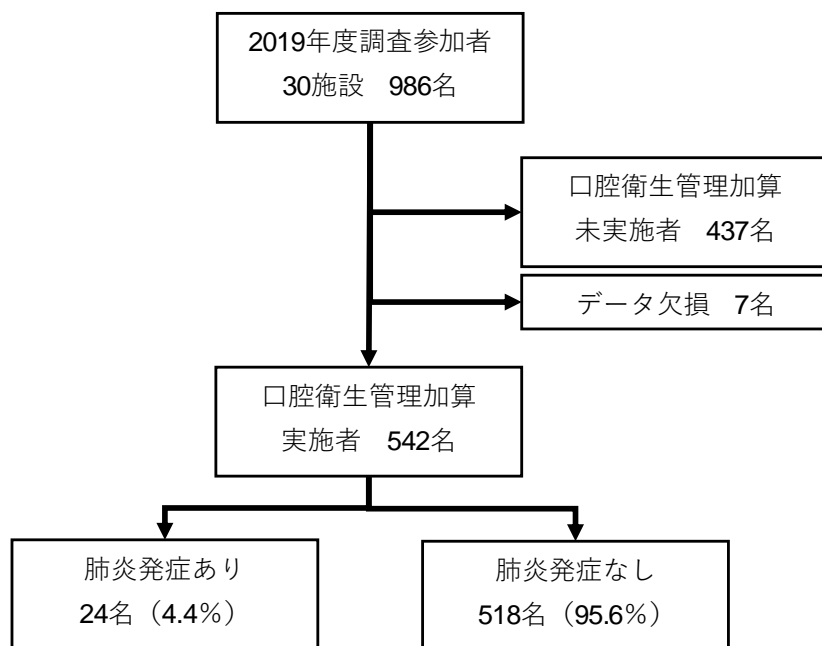 2019年度調査参加者
30施設　986名
口腔衛生管理加算
未実施者　437名
データ欠損　7名
口腔衛生管理加算
実施者　542名
肺炎発症あり
24名（4.4％）
肺炎発症なし
518名（95.6％）